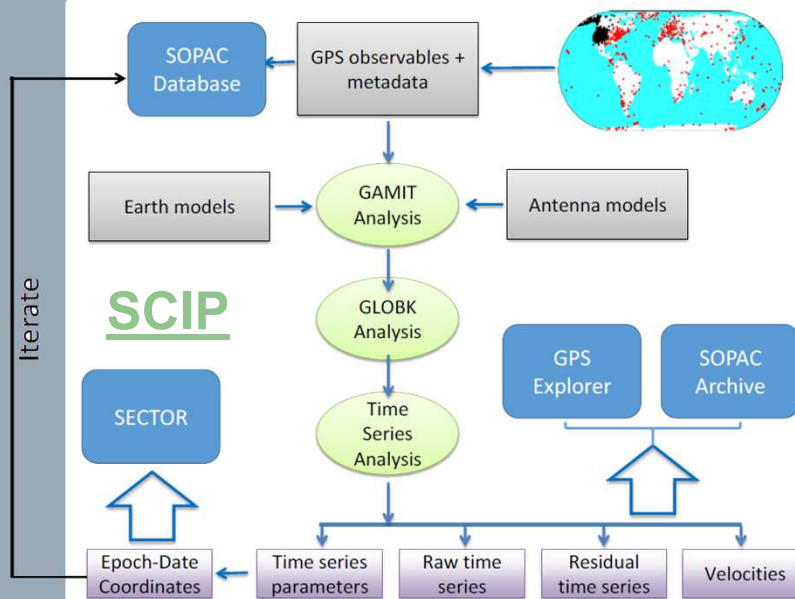 SOPAC
Database
GPS observables +
metadata
Earth models
GAMIT
Analysis
Antenna models
Iterate
SCIP
GLOBK
Analysis
GPS
Explorer
SOPAC
Archive
SECTOR
Time
Series
Analysis
Epoch-Date
Coordinates
Time series
parameters
Raw time
series
Residual
time series
Velocities